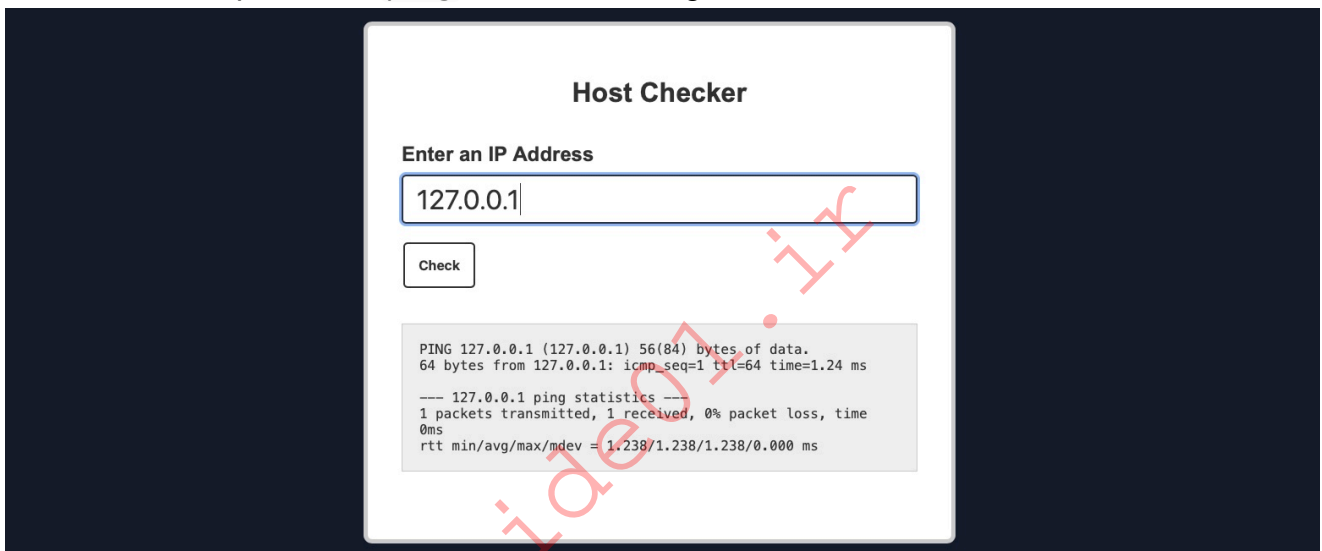 Host Checker
Enter an IP Address
127.0.0.1
Check
PING 127.0.0.1 (127.0.0.1) 56(84) bytes of data.
64 bytes from 127.0.0.1: icmp_seq=1 ttl=64 time=1.24 ms
--- 127.0.0.1 ping statistics ---
1 packets transmitted, 1 received, 0% packet loss, time
0ms
rtt min/avg/max/mdev = 1.238/1.238/1.238/0.000 ms
ide01.ir